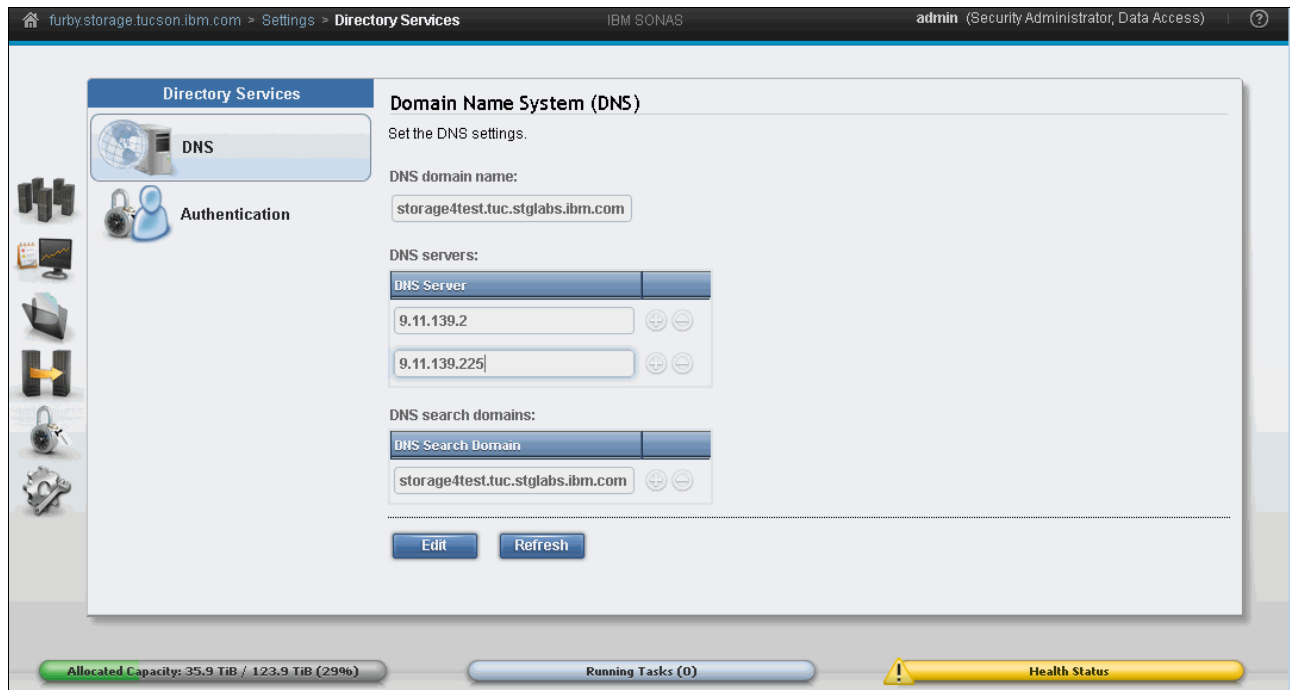 furby.storage.tucson.ibm.com > Settings > Directory Services IBM SONAS admin (Security Administrator, Data Access) ?
Directory Services
DNS
Authentication
Domain Name System (DNS)
Set the DNS settings.
DNS domain name:
storage4test.tuc.stglabs.ibm.com
DNS servers:
DNS Server
9.11.139.2
9.11.139.225
DNS search domains:
DNS Search Domain
storage4test.tuc.stglabs.ibm.com
Edit Refresh
Allocated Capacity: 35.9 TiB / 123.9 TiB (29%) Running Tasks (0) Health Status